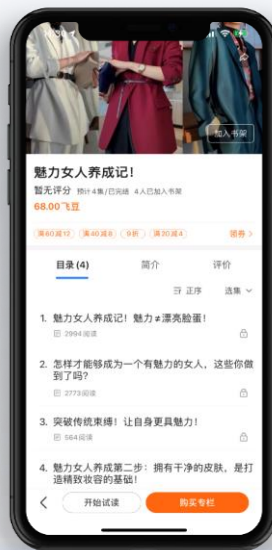 加入书架
魅力女人养成记！
暂无评分 预计4集/已完结 4人已加入书架
68.00飞豆
满60减12 满40减8 9折 满20减4 领券 >
目录 (4) 简介 评价
正序 选集
1. 魅力女人养成记！魅力≠漂亮脸蛋！
2994阅读
2. 怎样才能够成为一个有魅力的女人，这些你做
到了吗？
2773阅读
3. 突破传统束缚！让自身更具魅力！
564阅读
4. 魅力女人养成第二步：拥有干净的皮肤，是打
造精致妆容的基础！
开始试读 购买专栏